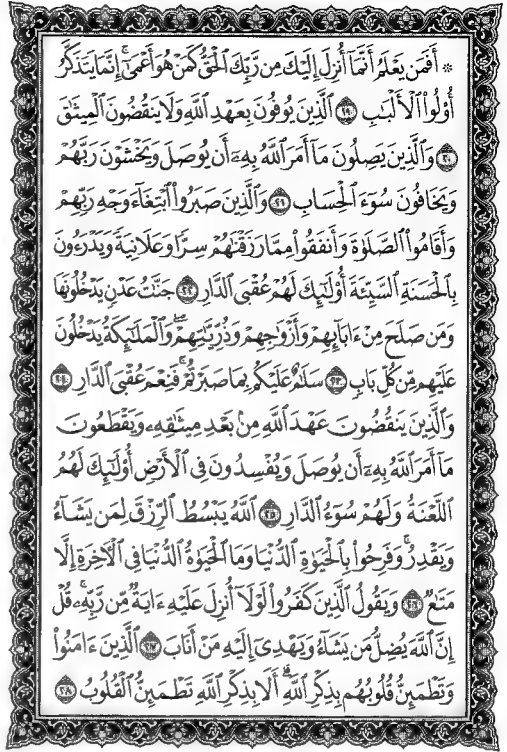 ۞ أَفَمَن يَعْلَمُ أَنَّمَآ أُنزِلَ إِلَيْكَ مِن رَّبِّكَ ٱلْحَقُّ كَمَنْ هُوَ أَعْمَىٰٓ ۚ إِنَّمَا يَتَذَكَّرُ
أُو۟لُوا۟ ٱلْأَلْبَـٰبِ ١٩ ٱلَّذِينَ يُوفُونَ بِعَهْدِ ٱللَّهِ وَلَا يَنقُضُونَ ٱلْمِيثَـٰقَ
٢٠ وَٱلَّذِينَ يَصِلُونَ مَآ أَمَرَ ٱللَّهُ بِهِۦٓ أَن يُوصَلَ وَيَخْشَوْنَ رَبَّهُمْ
وَيَخَافُونَ سُوٓءَ ٱلْحِسَابِ ٢١ وَٱلَّذِينَ صَبَرُوا۟ ٱبْتِغَآءَ وَجْهِ رَبِّهِمْ
وَأَقَامُوا۟ ٱلصَّلَوٰةَ وَأَنفَقُوا۟ مِمَّا رَزَقْنَـٰهُمْ سِرًّا وَعَلَانِيَةً وَيَدْرَءُونَ
بِٱلْحَسَنَةِ ٱلسَّيِّئَةَ أُو۟لَـٰٓئِكَ لَهُمْ عُقْبَى ٱلدَّارِ ٢٢ جَنَّـٰتُ عَدْنٍ يَدْخُلُونَهَا
وَمَن صَلَحَ مِنْ ءَابَآئِهِمْ وَأَزْوَٰجِهِمْ وَذُرِّيَّـٰتِهِمْ ۖ وَٱلْمَلَـٰٓئِكَةُ يَدْخُلُونَ
عَلَيْهِم مِّن كُلِّ بَابٍ ٢٣ سَلَـٰمٌ عَلَيْكُم بِمَا صَبَرْتُمْ ۚ فَنِعْمَ عُقْبَى ٱلدَّارِ ٢٤
وَٱلَّذِينَ يَنقُضُونَ عَهْدَ ٱللَّهِ مِنۢ بَعْدِ مِيثَـٰقِهِۦ وَيَقْطَعُونَ
مَآ أَمَرَ ٱللَّهُ بِهِۦٓ أَن يُوصَلَ وَيُفْسِدُونَ فِى ٱلْأَرْضِ أُو۟لَـٰٓئِكَ لَهُمُ
ٱللَّعْنَةُ وَلَهُمْ سُوٓءُ ٱلدَّارِ ٢٥ ٱللَّهُ يَبْسُطُ ٱلرِّزْقَ لِمَن يَشَآءُ
وَيَقْدِرُ ۚ وَفَرِحُوا۟ بِٱلْحَيَوٰةِ ٱلدُّنْيَا وَمَا ٱلْحَيَوٰةُ ٱلدُّنْيَا فِى ٱلْـَٔاخِرَةِ إِلَّا
مَتَـٰعٌ ٢٦ وَيَقُولُ ٱلَّذِينَ كَفَرُوا۟ لَوْلَآ أُنزِلَ عَلَيْهِ ءَايَةٌ مِّن رَّبِّهِۦ ۗ قُلْ
إِنَّ ٱللَّهَ يُضِلُّ مَن يَشَآءُ وَيَهْدِىٓ إِلَيْهِ مَنْ أَنَابَ ٢٧ ٱلَّذِينَ ءَامَنُوا۟
وَتَطْمَئِنُّ قُلُوبُهُم بِذِكْرِ ٱللَّهِ ۗ أَلَا بِذِكْرِ ٱللَّهِ تَطْمَئِنُّ ٱلْقُلُوبُ ٢٨